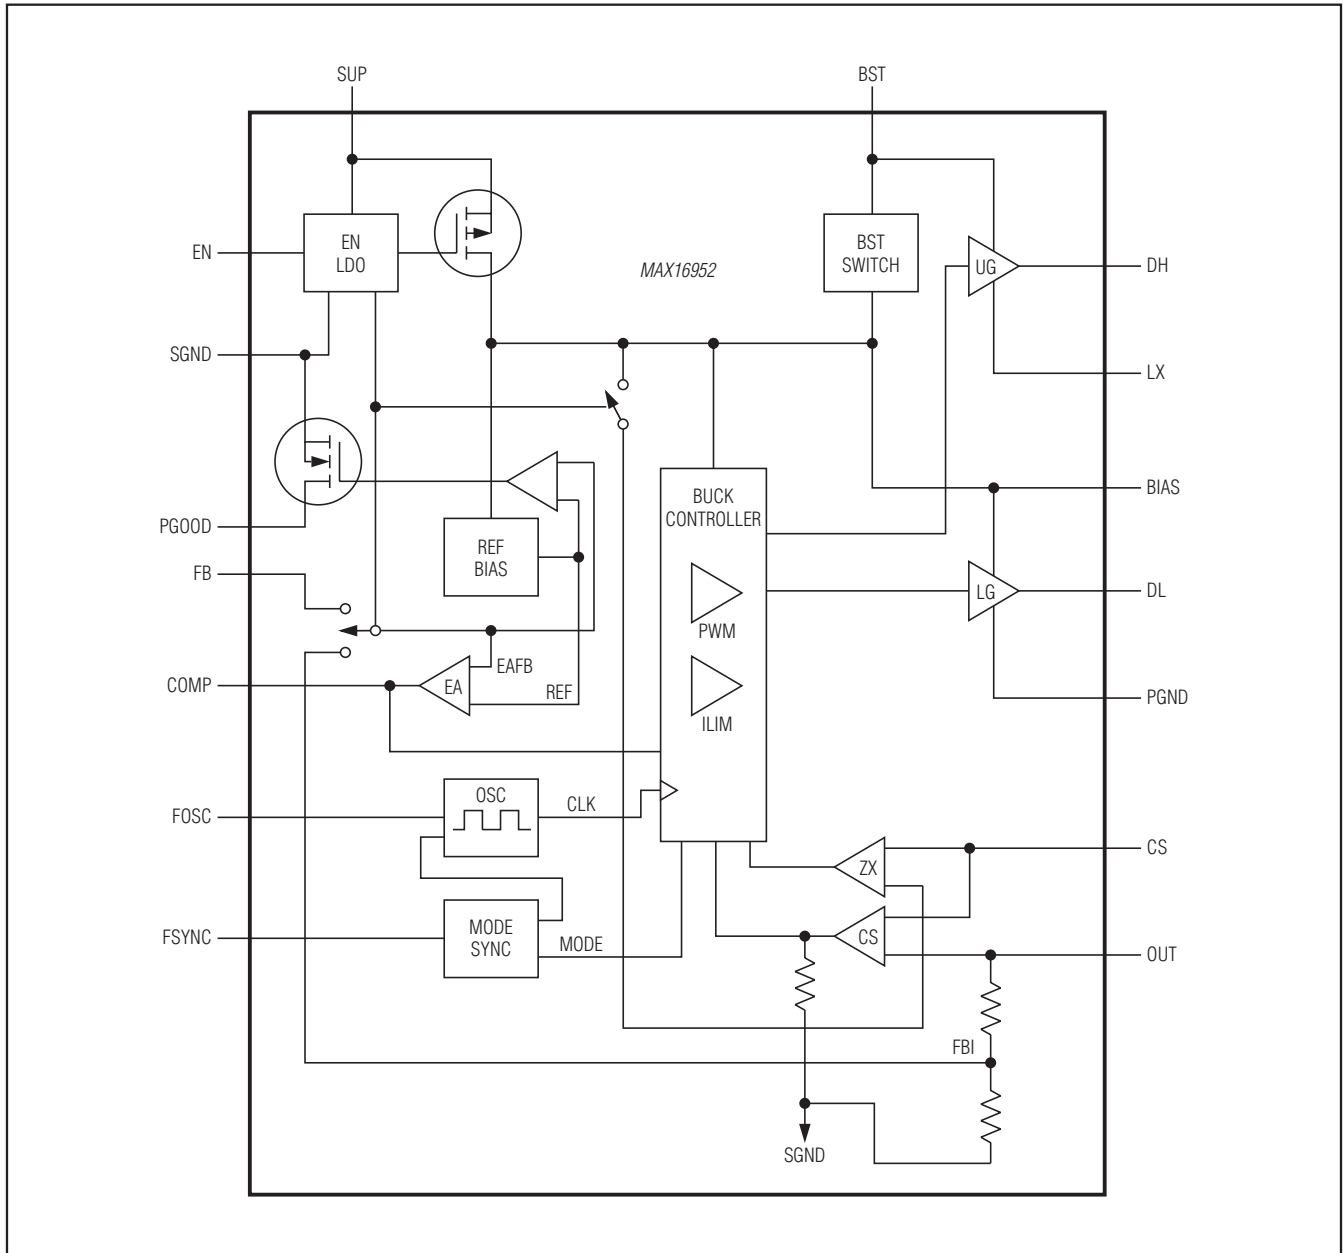 SUP
BST
EN
EN
LDO
MAX16952
BST
SWITCH
UG
DH
SGND
LX
BUCK
CONTROLLER
BIAS
PGOOD
REF
BIAS
FB
PWM
LG
DL
EAFB
COMP
EA
REF
ILIM
PGND
OSC
CLK
FOSC
ZX
CS
MODE
SYNC
FSYNC
MODE
CS
OUT
FBI
SGND